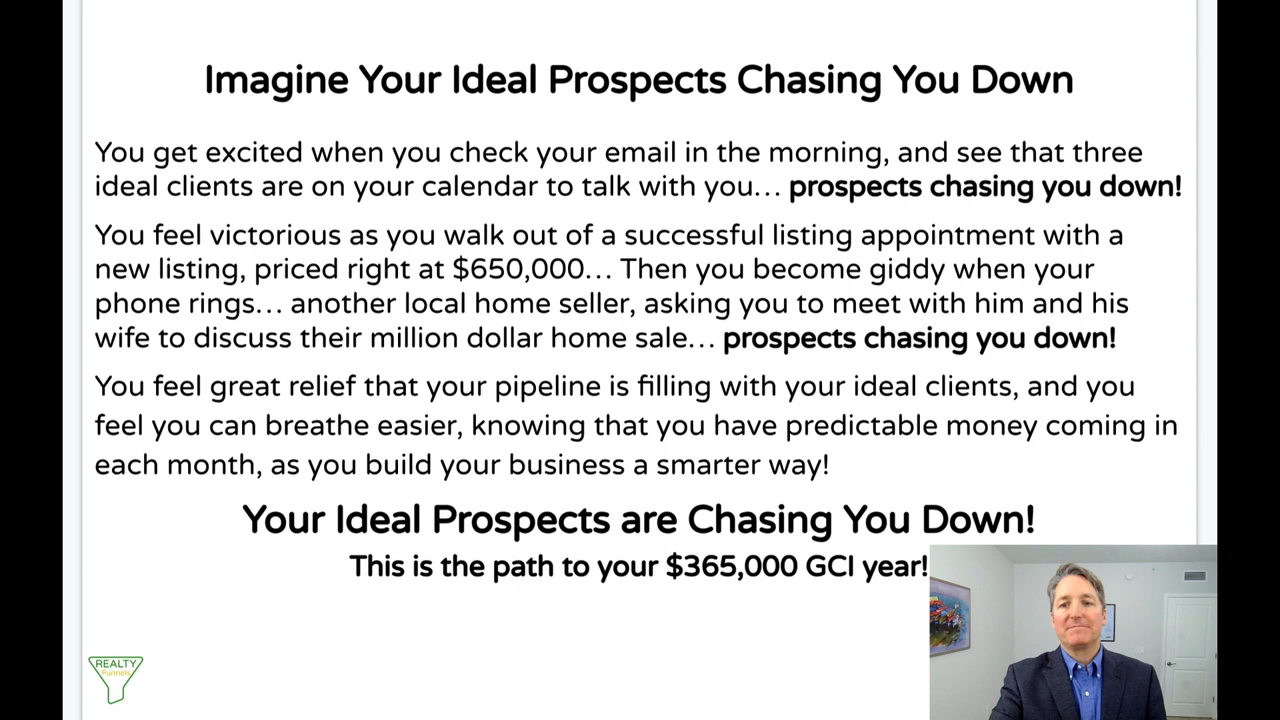 Imagine Your Ideal Prospects Chasing You Down
You get excited when you check your email in the morning, and see that three
ideal clients are on your calendar to talk with you… prospects chasing you down!
You feel victorious as you walk out of a successful listing appointment with a
new listing, priced right at $650,000… Then you become giddy when your
phone rings… another local home seller, asking you to meet with him and his
wife to discuss their million dollar home sale… prospects chasing you down!
You feel great relief that your pipeline is filling with your ideal clients, and you
feel you can breathe easier, knowing that you have predictable money coming in
each month, as you build your business a smarter way!
Your Ideal Prospects are Chasing You Down!
This is the path to your $365,000 GCI year!
REALTY
Funnels